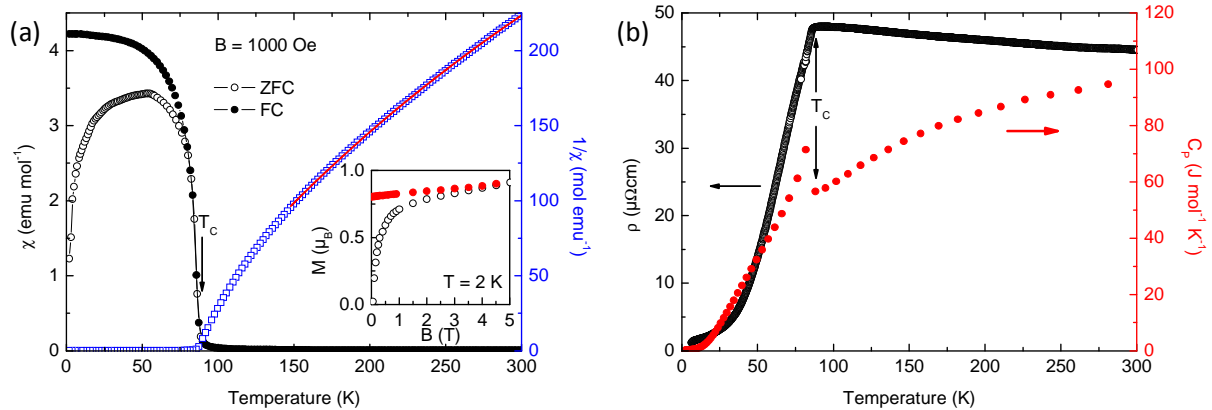 (a)
B = 1000 Oe
ZFC
FC
T_C
χ (emu mol⁻¹)
4
3
2
1
0
0 50 100 150 200 250 300
Temperature (K)
1/χ (mol emu⁻¹)
200
150
100
50
0
M (μ_B)
1.0
0.5
0.0
0 1 2 3 4 5
B (T)
T = 2 K
(b)
ρ (μΩcm)
50
40
30
20
10
0
0 50 100 150 200 250 300
Temperature (K)
T_C
C_P (J mol⁻¹ K⁻¹)
120
100
80
60
40
20
0